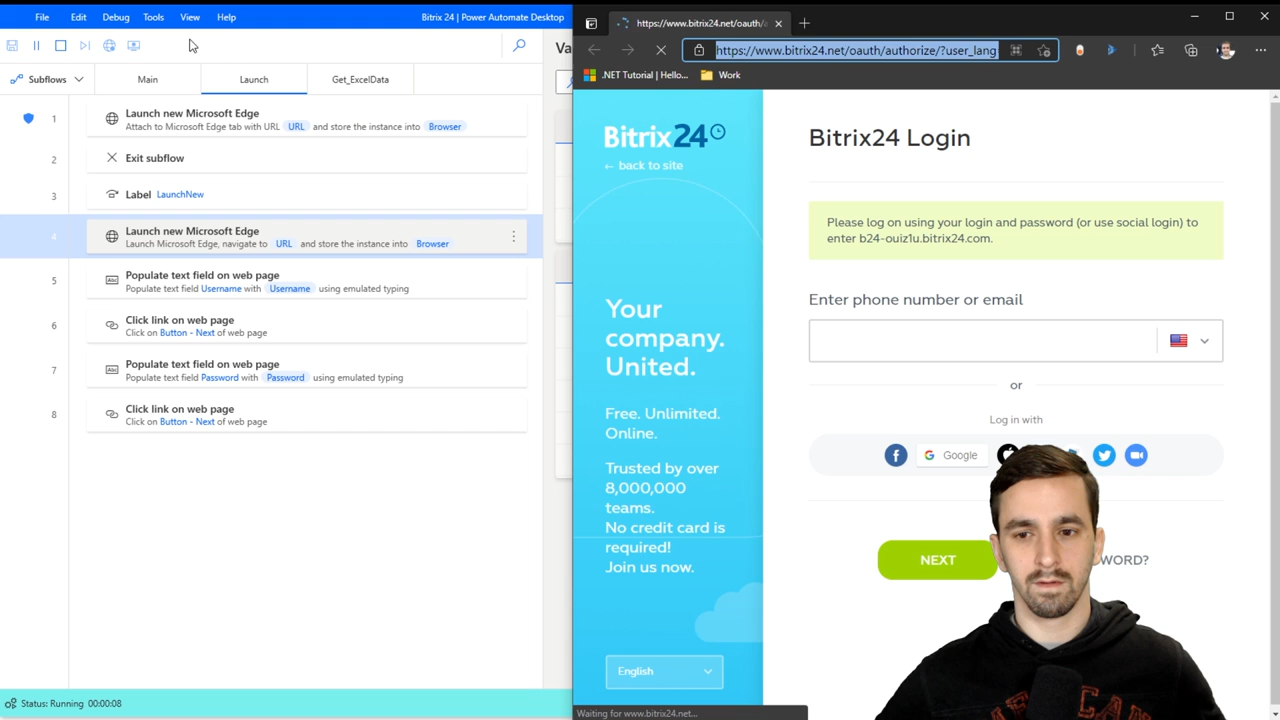 File Edit Debug Tools View Help Bitrix 24 | Power Automate Desktop
Subflows Main Launch Get_ExcelData
Va
1 Launch new Microsoft Edge
Attach to Microsoft Edge tab with URL URL and store the instance into Browser
2 Exit subflow
3 Label LaunchNew
4 Launch new Microsoft Edge
Launch Microsoft Edge, navigate to URL and store the instance into Browser
5 Populate text field on web page
Populate text field Username with Username using emulated typing
6 Click link on web page
Click on Button - Next of web page
7 Populate text field on web page
Populate text field Password with Password using emulated typing
8 Click link on web page
Click on Button - Next of web page
Status: Running 00:00:08
https://www.bitrix24.net/oauth/a
https://www.bitrix24.net/oauth/authorize/?user_lang
.NET Tutorial | Hello... Work
Bitrix24
← back to site
Your
company.
United.
Free. Unlimited.
Online.
Trusted by over
8,000,000
teams.
No credit card is
required!
Join us now.
English
Waiting for www.bitrix24.net...
Bitrix24 Login
Please log on using your login and password (or use social login) to
enter b24-ouiz1u.bitrix24.com.
Enter phone number or email
or
Log in with
Google
NEXT WORD?